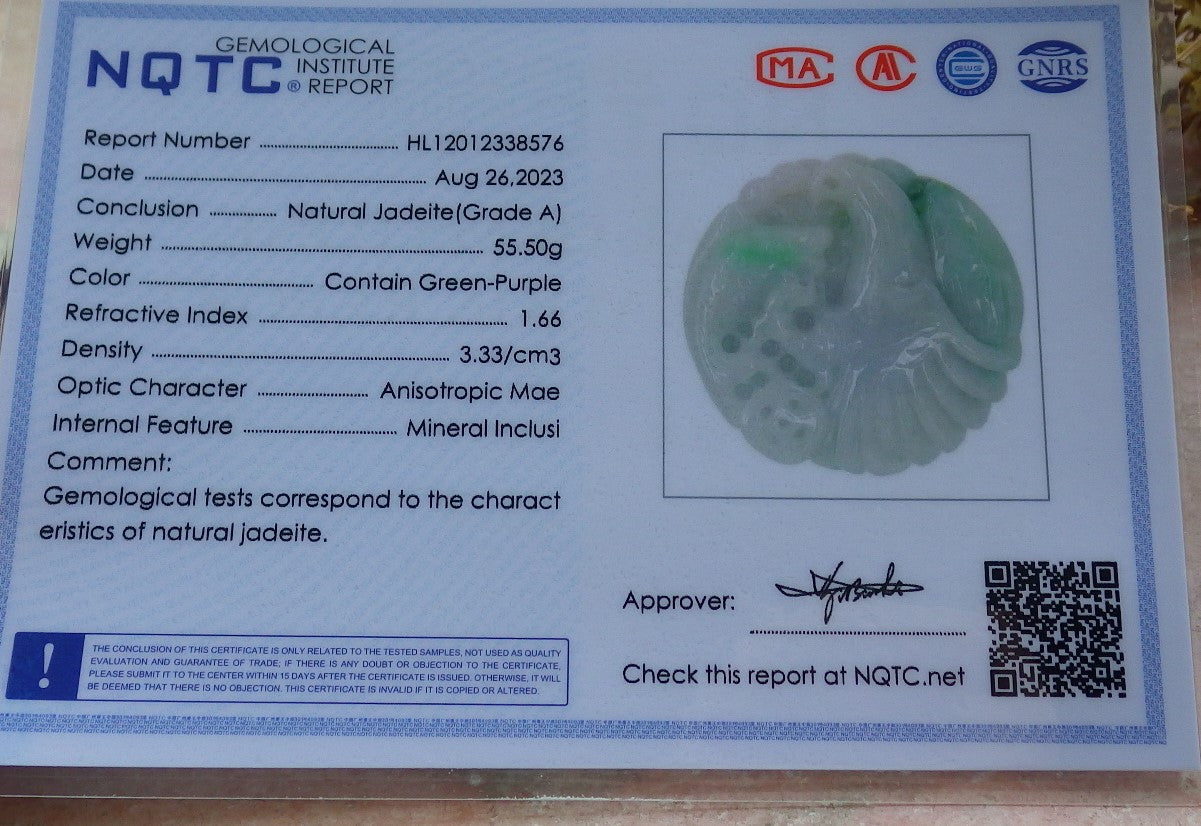 NQTC® GEMOLOGICAL INSTITUTE REPORT
MA
GWG
GNRS
Report Number HL12012338576
Date Aug 26,2023
Conclusion Natural Jadeite(Grade A)
Weight 55.50g
Color Contain Green-Purple
Refractive Index 1.66
Density 3.33/cm3
Optic Character Anisotropic Mae
Internal Feature Mineral Inclusi
Comment:
Gemological tests correspond to the charact
eristics of natural jadeite.
Approver:
Check this report at NQTC.net
! THE CONCLUSION OF THIS CERTIFICATE IS ONLY RELATED TO THE TESTED SAMPLES, NOT USED AS QUALITY
EVALUATION AND GUARANTEE OF TRADE; IF THERE IS ANY DOUBT OR OBJECTION TO THE CERTIFICATE,
PLEASE SUBMIT IT TO THE CENTER WITHIN 15 DAYS AFTER THE CERTIFICATE IS ISSUED. OTHERWISE, IT WILL
BE DEEMED THAT THERE IS NO OBJECTION. THIS CERTIFICATE IS INVALID IF IT IS COPIED OR ALTERED.